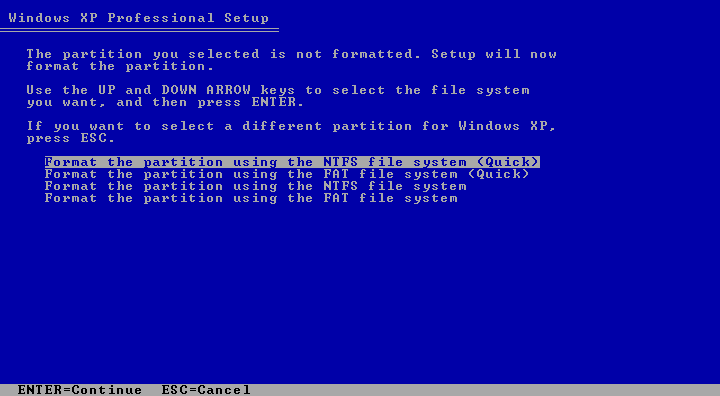 Windows XP Professional Setup
The partition you selected is not formatted. Setup will now
format the partition.
Use the UP and DOWN ARROW keys to select the file system
you want, and then press ENTER.
If you want to select a different partition for Windows XP,
press ESC.
Format the partition using the NTFS file system (Quick)
Format the partition using the FAT file system (Quick)
Format the partition using the NTFS file system
Format the partition using the FAT file system
ENTER=Continue  ESC=Cancel